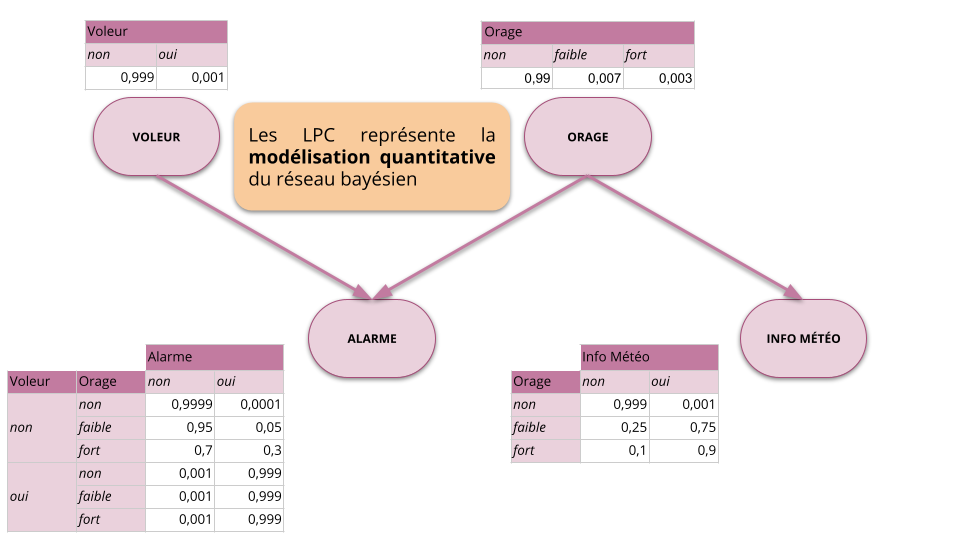 Voleur
non oui
0,999 0,001
Orage
non faible fort
0,99 0,007 0,003
VOLEUR
Les LPC représente la
modélisation quantitative
du réseau bayésien
ORAGE
ALARME
INFO MÉTÉO
Alarme
Voleur Orage non oui
non 0,9999 0,0001
non faible 0,95 0,05
fort 0,7 0,3
non 0,001 0,999
oui faible 0,001 0,999
fort 0,001 0,999
Info Météo
Orage non oui
non 0,999 0,001
faible 0,25 0,75
fort 0,1 0,9